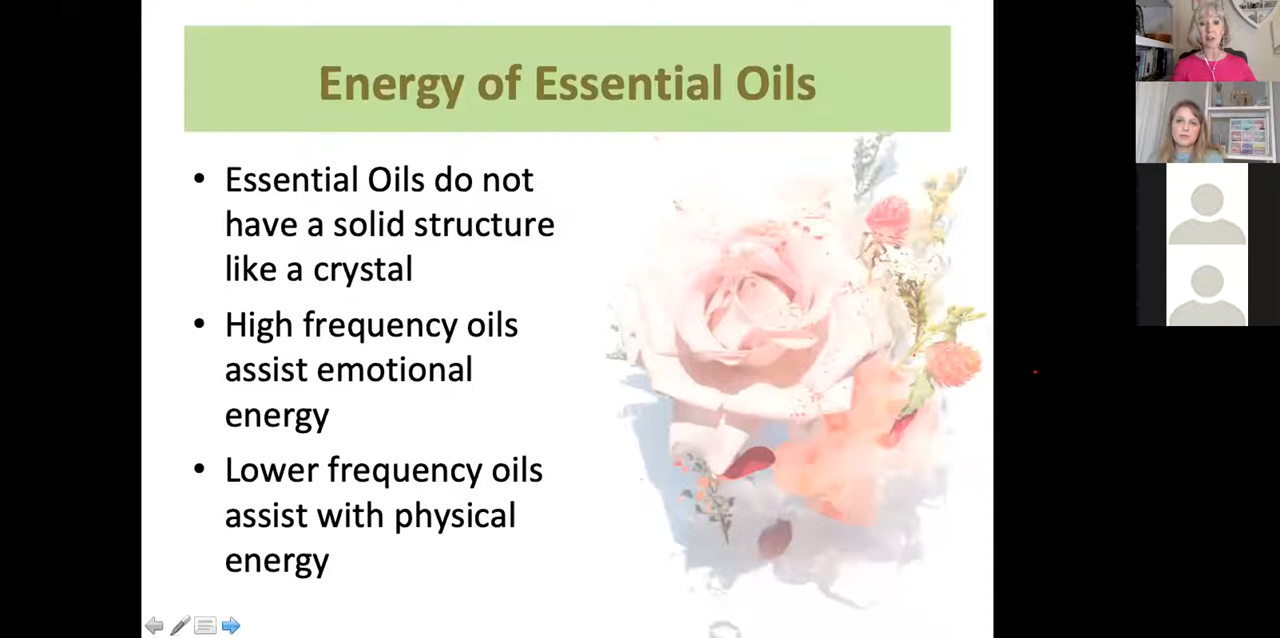 Energy of Essential Oils
• Essential Oils do not
have a solid structure
like a crystal
• High frequency oils
assist emotional
energy
• Lower frequency oils
assist with physical
energy